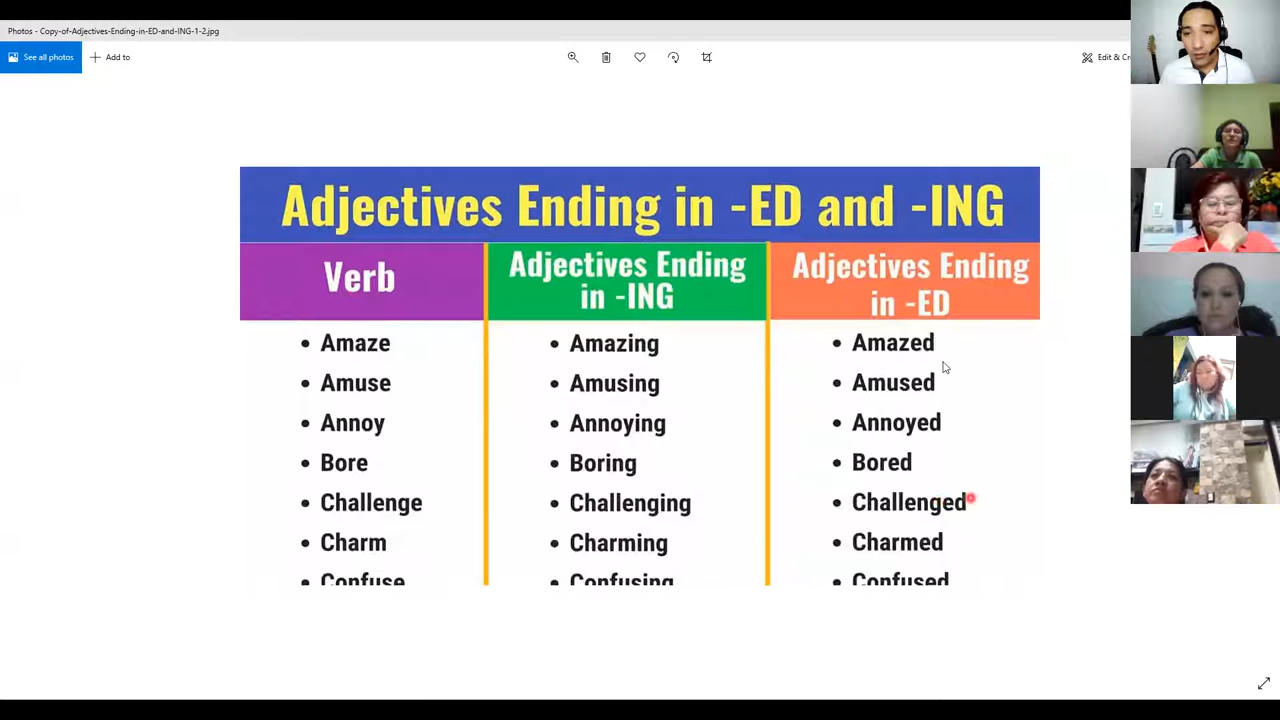 Photos - Copy-of-Adjectives-Ending-in-ED-and-ING-1-2.jpg
See all photos
Add to
Edit & Cr
Adjectives Ending in -ED and -ING
Verb
Adjectives Ending
in -ING
Adjectives Ending
in -ED
• Amaze • Amazing • Amazed
• Amuse • Amusing • Amused
• Annoy • Annoying • Annoyed
• Bore • Boring • Bored
• Challenge • Challenging • Challenged
• Charm • Charming • Charmed
• Confuse • Confusing • Confused